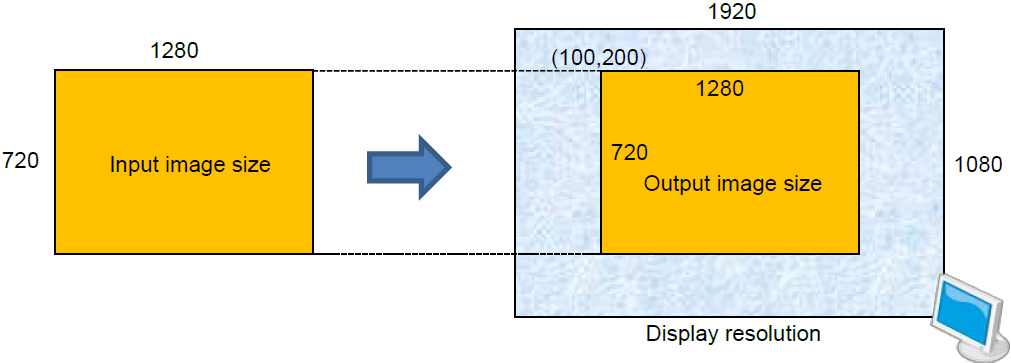 1280
720
Input image size
1920
(100,200)
1280
720
Output image size
1080
Display resolution